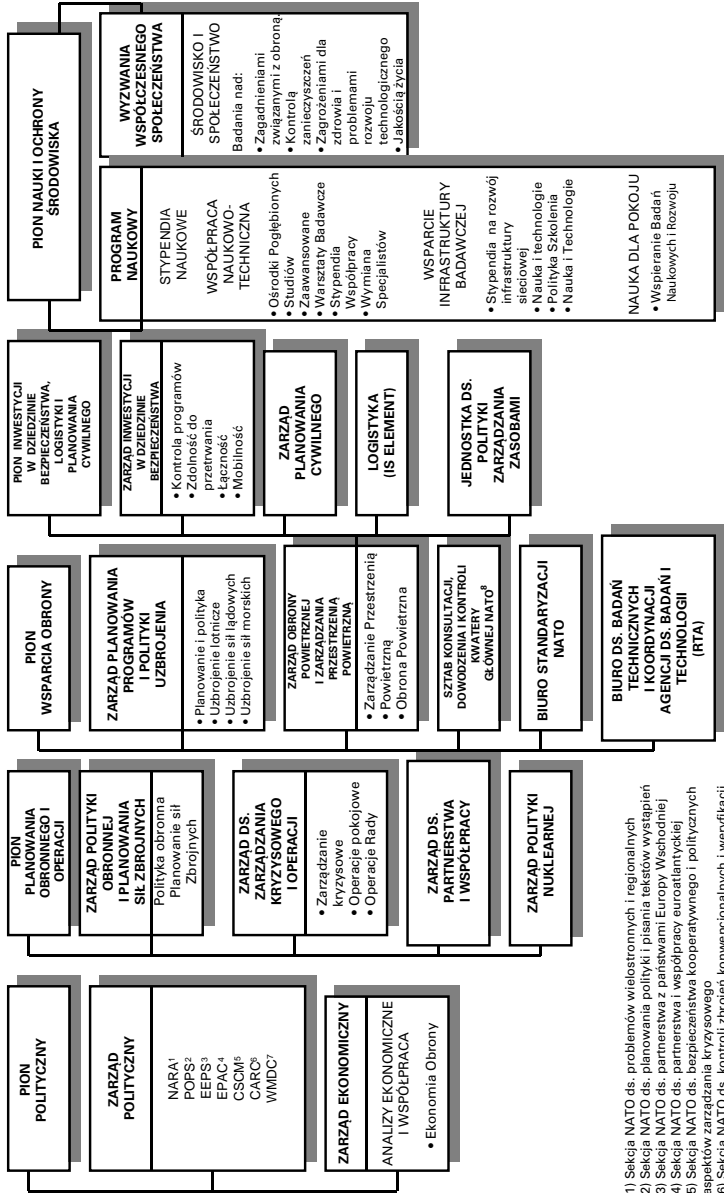 PION
POLITYCZNY
ZARZĄD
POLITYCZNY
NARA1
POPS2
EEPS3
EPAC4
CSCM5
CARC6
WMDC7
ZARZĄD EKONOMICZNY
ANALIZY EKONOMICZNE
I WSPÓŁPRACA
• Ekonomia Obrony
PION
PLANOWANIA
OBRONNEGO I
OPERACJI
ZARZĄD POLITYKI
OBRONNEJ
I PLANOWANIA
SIŁ ZBROJNYCH
Polityka obronna
Planowanie sił
Zbrojnych
ZARZĄD DS.
ZARZĄDZANIA
KRYZYSOWEGO
I OPERACJI
• Zarządzanie
kryzysowe
• Operacje pokojowe
• Operacje Rady
ZARZĄD DS.
PARTNERSTWA
I WSPÓŁPRACY
ZARZĄD POLITYKI
NUKLEARNEJ
PION
WSPARCIA OBRONY
ZARZĄD PLANOWANIA
PROGRAMÓW
I POLITYKI
UZBROJENIA
• Planowanie i polityka
• Uzbrojenie lotnicze
• Uzbrojenie sił lądowych
• Uzbrojenie sił morskich
ZARZĄD OBRONY
POWIETRZNEJ
I ZARZĄDZANIA
PRZESTRZENIĄ
POWIETRZNĄ
• Zarządzanie Przestrzenią
• Powietrzną
• Obrona Powietrzna
SZTAB KONSULTACJI,
DOWODZENIA I KONTROLI
KWATERY
GŁÓWNEJ NATO8
BIURO STANDARYZACJI
NATO
BIURO DS. BADAŃ
TECHNICZNYCH
I KOORDYNACJI
AGENCJI DS. BADAŃ I
TECHNOLOGII
(RTA)
PION INWESTYCJI
W DZIEDZINIE
BEZPIECZEŃSTWA,
LOGISTYKI I
PLANOWANIA
CYWILNEGO
ZARZĄD INWESTYCJI
W DZIEDZINIE
BEZPIECZEŃSTWA
• Kontrola programów
• Zdolność do
przetrwania
• Łączność
• Mobilność
ZARZĄD
PLANOWANIA
CYWILNEGO
LOGISTYKA
(IS ELEMENT)
JEDNOSTKA DS.
POLITYKI
ZARZĄDZANIA
ZASOBAMI
PION NAUKI I OCHRONY
ŚRODOWISKA
PROGRAM
NAUKOWY
STYPENDIA
NAUKOWE
WSPÓŁPRACA
NAUKOWO-
TECHNICZNA
• Ośrodki Pogłębionych
• Studiów
• Zaawansowane
• Warsztaty Badawcze
• Stypendia
Współpracy
• Wymiana
Specjalistów
WSPARCIE
INFRASTRUKTURY
BADAWCZEJ
• Stypendia na rozwój
infrastruktury
sieciowej
• Nauka i technologie
• Polityka Szkolenia
• Nauka i Technologie
NAUKA DLA POKOJU
• Wspieranie Badań
Naukowych i Rozwoju
WYZWANIA
WSPÓŁCZESNEGO
SPOŁECZEŃSTWA
ŚRODOWISKO I
SPOŁECZEŃSTWO
Badania nad:
• Zagadnieniami
związanymi z obroną
• Kontrolą
zanieczyszczeń
• Zagrożeniami dla
zdrowia i
problemami
rozwoju
technologicznego
• Jakością życia
1) Sekcja NATO ds. problemów wielostronnych i regionalnych
2) Sekcja NATO ds. planowania polityki i pisania tekstów wystąpień
3) Sekcja NATO ds. partnerstwa z państwami Europy Wschodniej
4) Sekcja NATO ds. partnerstwa i współpracy euroatlantyckiej
5) Sekcja NATO ds. bezpieczeństwa kooperatywnego i politycznych
aspektów zarządzania kryzysowego
6) Sekcja NATO ds. kontroli zbrojeń konwencjonalnych i weryfikacji